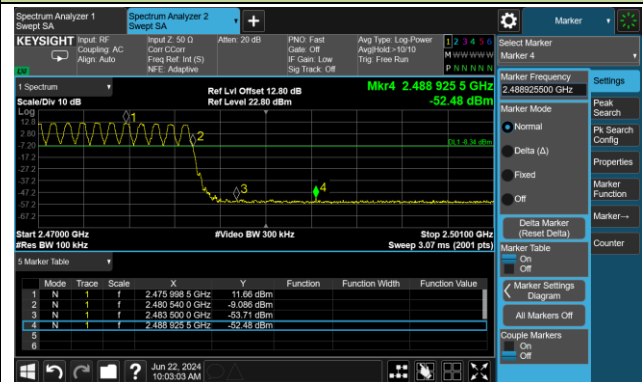 Spectrum Analyzer 1
Swept SA
Spectrum Analyzer 2
Swept SA
+
Marker
KEYSIGHT
Input: RF
Coupling: AC
Align: Auto
Input Z: 50 Ω
Corr CCorr
Freq Ref: Int (S)
NFE: Adaptive
Atten: 20 dB
PNO: Fast
Gate: Off
IF Gain: Low
Sig Track: Off
Avg Type: Log-Power
Avg|Hold:>10/10
Trig: Free Run
1 2 3 4 5 6
M W W W W W
P N N N N N
LXI
Select Marker
Marker 4
1 Spectrum
Scale/Div 10 dB
Ref Lvl Offset 12.80 dB
Ref Level 22.80 dBm
Mkr4 2.488 925 5 GHz
-52.48 dBm
Log
12.8
2.80
-7.20
-17.2
-27.2
-37.2
-47.2
-57.2
-67.2
1
2
3
4
DL1 -8.34 dBm
Start 2.47000 GHz
#Res BW 100 kHz
#Video BW 300 kHz
Stop 2.50100 GHz
Sweep 3.07 ms (2001 pts)
5 Marker Table
Mode Trace Scale X Y Function Function Width Function Value
1 N 1 f 2.475 998 5 GHz 11.66 dBm
2 N 1 f 2.480 540 0 GHz -9.086 dBm
3 N 1 f 2.483 500 0 GHz -53.71 dBm
4 N 1 f 2.488 925 5 GHz -52.48 dBm
5
6
Marker Frequency
2.488925500 GHz
Marker Mode
Normal
Delta (Δ)
Fixed
Off
Delta Marker
(Reset Delta)
Marker Table
On
Off
Marker Settings
Diagram
All Markers Off
Couple Markers
On
Off
Settings
Peak
Search
Pk Search
Config
Properties
Marker
Function
Marker→
Counter
?
Jun 22, 2024
10:03:03 AM